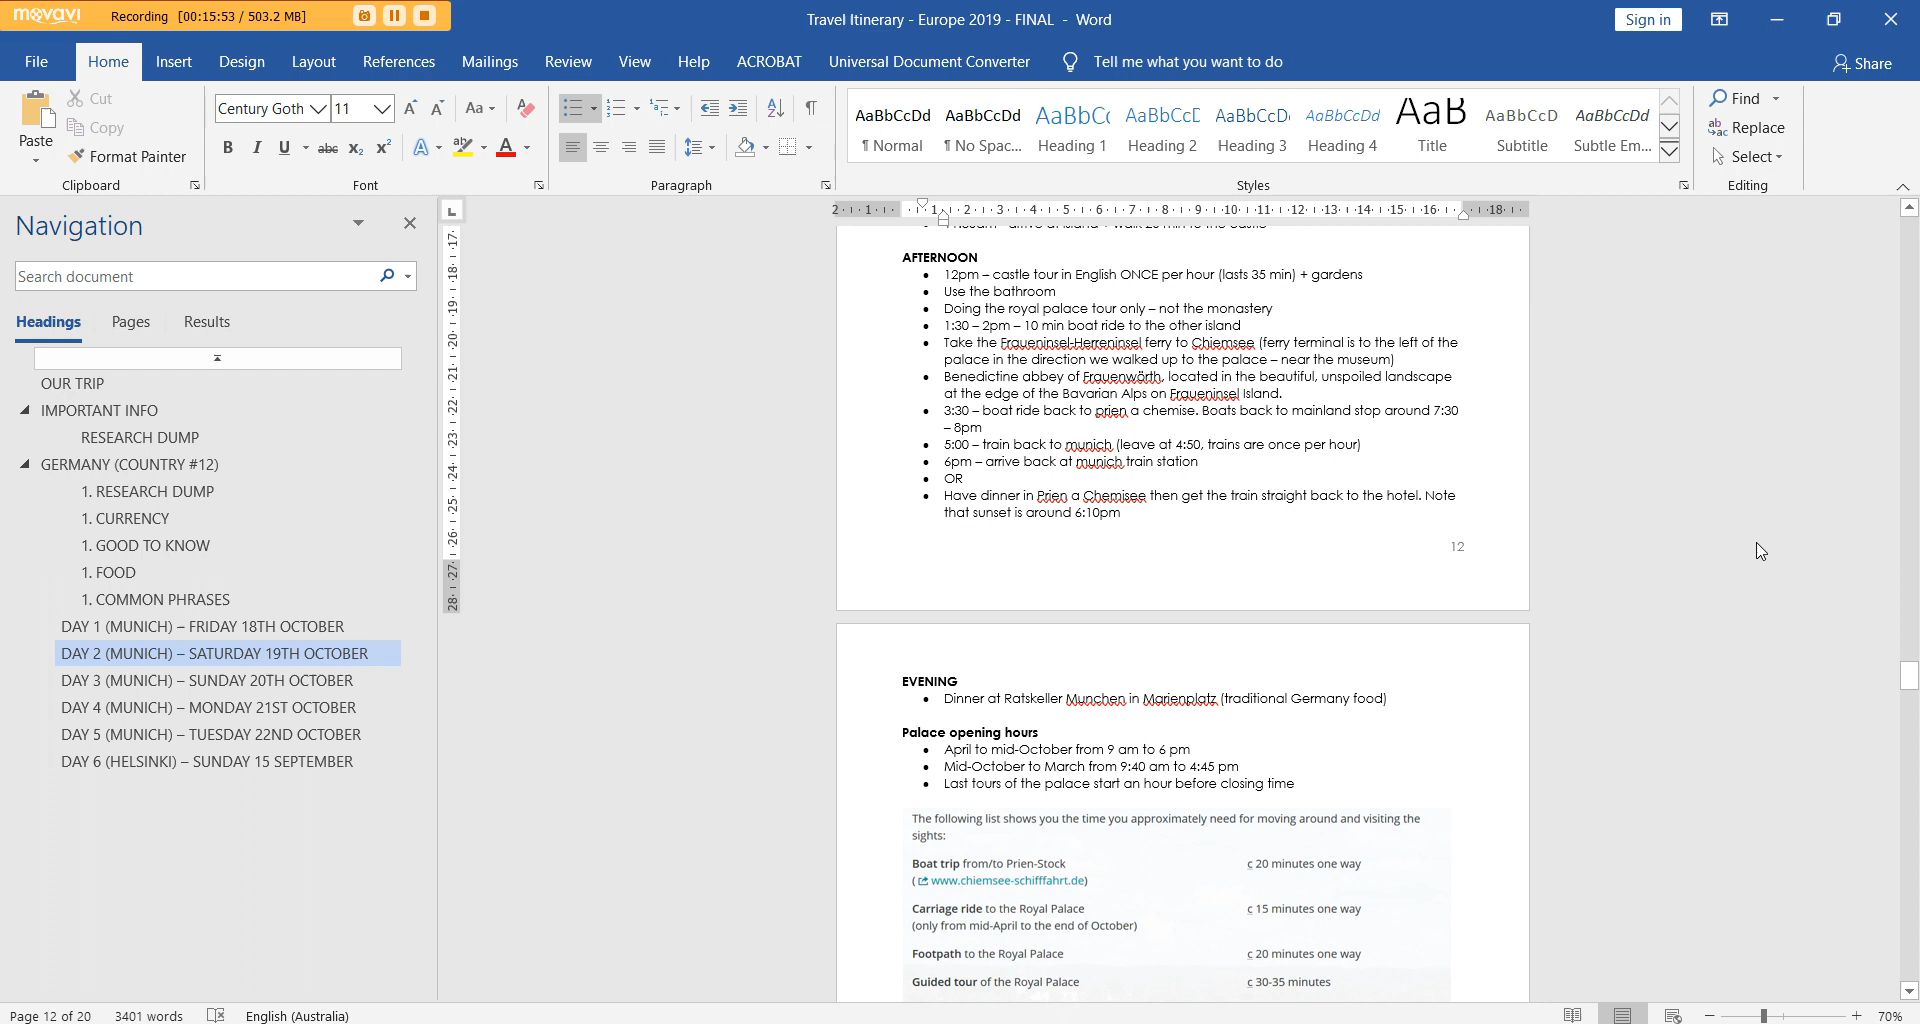 movavi Recording [00:15:53 / 503.2 MB]
Travel Itinerary - Europe 2019 - FINAL - Word
Sign in
File Home Insert Design Layout References Mailings Review View Help ACROBAT Universal Document Converter Tell me what you want to do Share
Paste
Cut
Copy
Format Painter
Clipboard
Century Goth 11
Font
Paragraph
AaBbCcDd AaBbCcDd AaBbCc AaBbCcD AaBbCcD AaBbCcDd AaB AaBbCcD AaBbCcDd
¶ Normal ¶ No Spac... Heading 1 Heading 2 Heading 3 Heading 4 Title Subtitle Subtle Em...
Styles
Find
Replace
Select
Editing
Navigation
Search document
Headings Pages Results
OUR TRIP
IMPORTANT INFO
RESEARCH DUMP
GERMANY (COUNTRY #12)
1. RESEARCH DUMP
1. CURRENCY
1. GOOD TO KNOW
1. FOOD
1. COMMON PHRASES
DAY 1 (MUNICH) – FRIDAY 18TH OCTOBER
DAY 2 (MUNICH) – SATURDAY 19TH OCTOBER
DAY 3 (MUNICH) – SUNDAY 20TH OCTOBER
DAY 4 (MUNICH) – MONDAY 21ST OCTOBER
DAY 5 (MUNICH) – TUESDAY 22ND OCTOBER
DAY 6 (HELSINKI) – SUNDAY 15 SEPTEMBER
AFTERNOON
• 12pm – castle tour in English ONCE per hour (lasts 35 min) + gardens
• Use the bathroom
• Doing the royal palace tour only – not the monastery
• 1:30 – 2pm – 10 min boat ride to the other island
• Take the Fraueninsel-Herreninsel ferry to Chiemsee (ferry terminal is to the left of the
palace in the direction we walked up to the palace – near the museum)
• Benedictine abbey of Frauenwörth, located in the beautiful, unspoiled landscape
at the edge of the Bavarian Alps on Fraueninsel Island.
• 3:30 – boat ride back to prien a chemise. Boats back to mainland stop around 7:30
– 8pm
• 5:00 – train back to munich (leave at 4:50, trains are once per hour)
• 6pm – arrive back at munich train station
• OR
• Have dinner in Prien a Chemisee then get the train straight back to the hotel. Note
that sunset is around 6:10pm
12
EVENING
• Dinner at Ratskeller Munchen in Marienplatz (traditional Germany food)
Palace opening hours
• April to mid-October from 9 am to 6 pm
• Mid-October to March from 9:40 am to 4:45 pm
• Last tours of the palace start an hour before closing time
The following list shows you the time you approximately need for moving around and visiting the
sights:
Boat trip from/to Prien-Stock c 20 minutes one way
( www.chiemsee-schifffahrt.de)
Carriage ride to the Royal Palace c 15 minutes one way
(only from mid-April to the end of October)
Footpath to the Royal Palace c 20 minutes one way
Guided tour of the Royal Palace c 30-35 minutes
Page 12 of 20 3401 words English (Australia) 70%